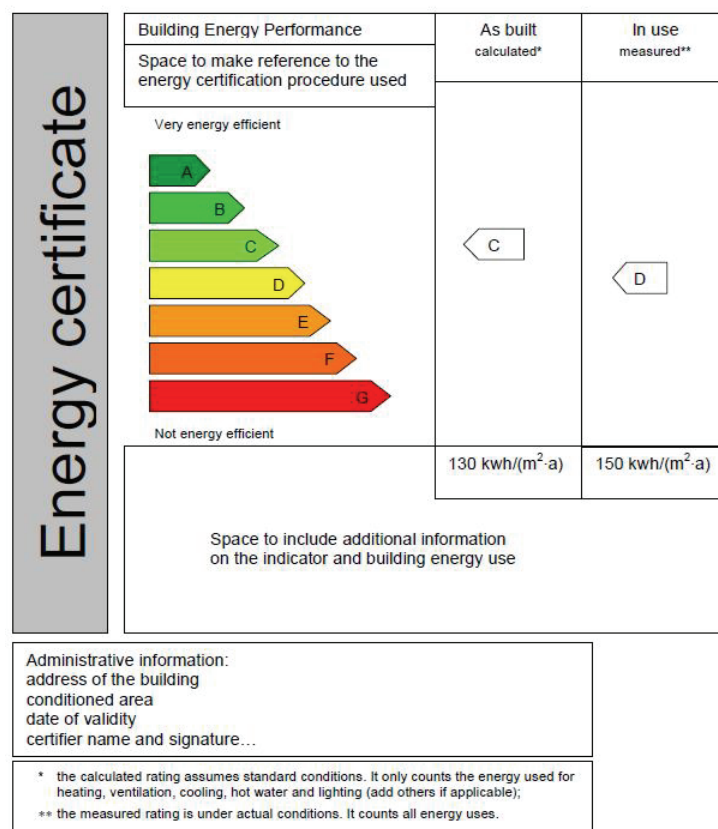 Energy certificate
Building Energy Performance
Space to make reference to the
energy certification procedure used
As built
calculated*
In use
measured**
Very energy efficient
A
B
C
D
E
F
G
Not energy efficient
C
D
130 kwh/(m²·a)
150 kwh/(m²·a)
Space to include additional information
on the indicator and building energy use
Administrative information:
address of the building
conditioned area
date of validity
certifier name and signature…
* the calculated rating assumes standard conditions. It only counts the energy used for
heating, ventilation, cooling, hot water and lighting (add others if applicable);
** the measured rating is under actual conditions. It counts all energy uses.